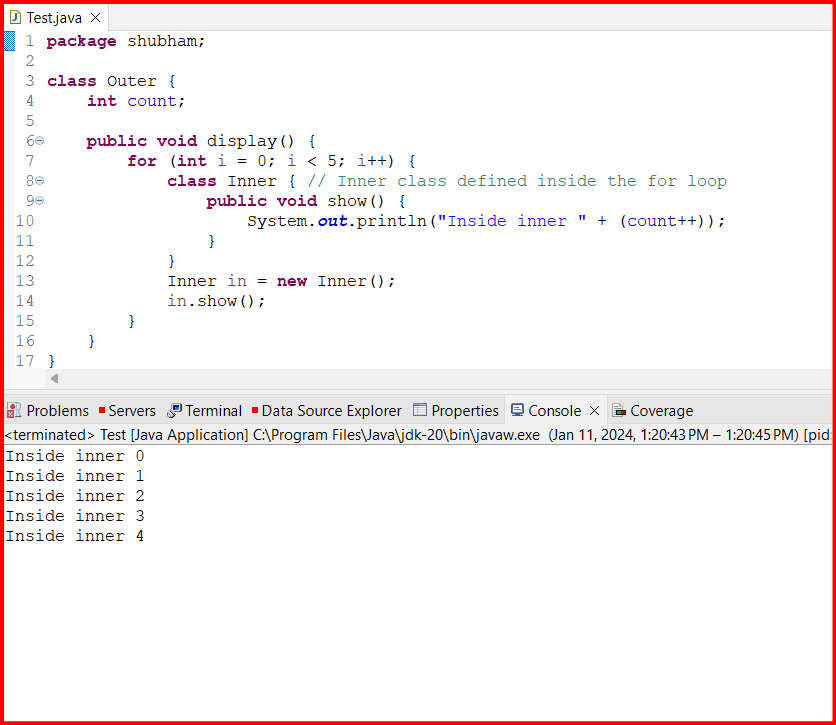 Test.java
1 package shubham;
2
3 class Outer {
4     int count;
5
6     public void display() {
7         for (int i = 0; i < 5; i++) {
8             class Inner { // Inner class defined inside the for loop
9                 public void show() {
10                     System.out.println("Inside inner " + (count++));
11                 }
12             }
13             Inner in = new Inner();
14             in.show();
15         }
16     }
17 }
Problems Servers Terminal Data Source Explorer Properties Console Coverage
<terminated> Test [Java Application] C:\Program Files\Java\jdk-20\bin\javaw.exe (Jan 11, 2024, 1:20:43 PM – 1:20:45 PM) [pid:
Inside inner 0
Inside inner 1
Inside inner 2
Inside inner 3
Inside inner 4